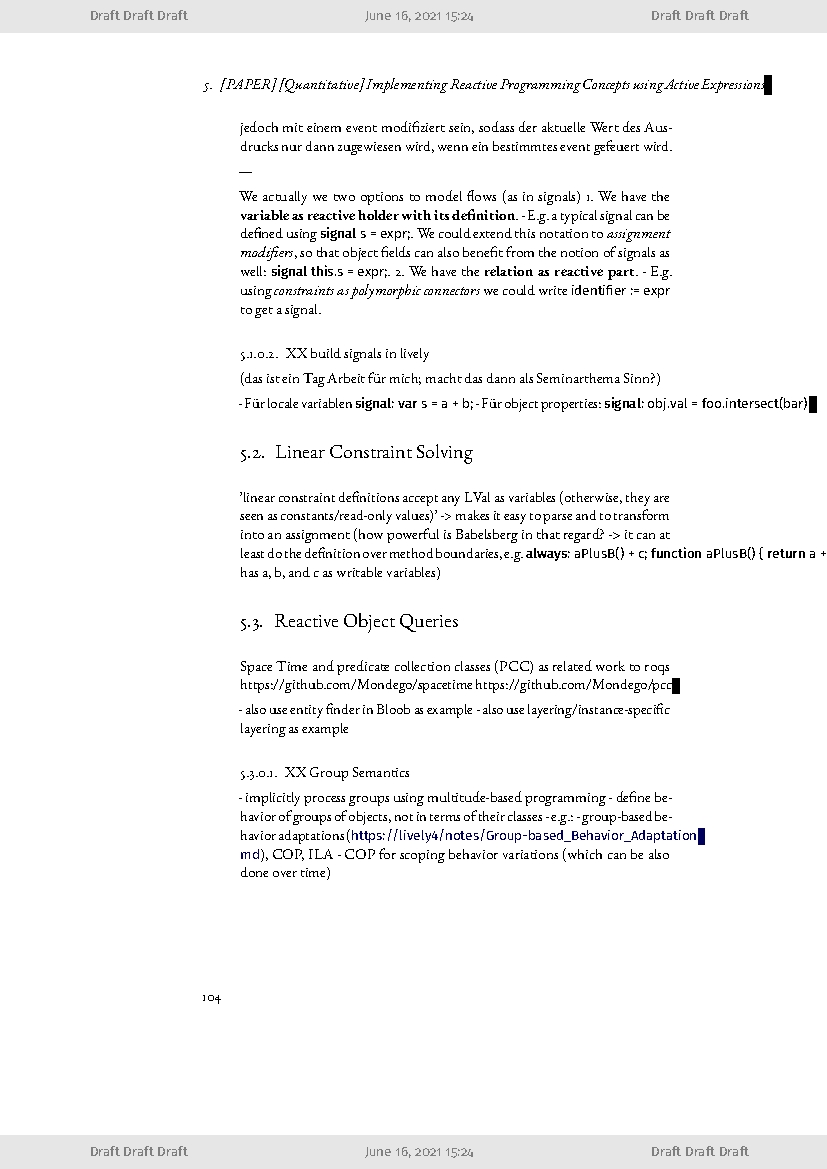 Draft Draft Draft June 16, 2021 15:24 Draft Draft Draft
5. [PAPER][Quantitative] Implementing Reactive Programming Concepts using Active Expressions
jedoch mit einem event modifiziert sein, sodass der aktuelle Wert des Aus-
drucks nur dann zugewiesen wird, wenn ein bestimmtes event gefeuert wird.
—
We actually we two options to model flows (as in signals) 1. We have the
variable as reactive holder with its definition. - E.g. a typical signal can be
defined using signal s = expr;. We could extend this notation to assignment
modifiers, so that object fields can also benefit from the notion of signals as
well: signal this.s = expr;. 2. We have the relation as reactive part. - E.g.
using constraints as polymorphic connectors we could write identifier := expr
to get a signal.
5.1.0.2. XX build signals in lively
(das ist ein Tag Arbeit für mich; macht das dann als Seminarthema Sinn?)
- Für locale variablen signal: var s = a + b; - Für object properties: signal: obj.val = foo.intersect(bar)
5.2. Linear Constraint Solving
'linear constraint definitions accept any LVal as variables (otherwise, they are
seen as constants/read-only values)' -> makes it easy to parse and to transform
into an assignment (how powerful is Babelsberg in that regard? -> it can at
least do the definition over method boundaries, e.g. always: aPlusB() + c; function aPlusB() { return a +
has a, b, and c as writable variables)
5.3. Reactive Object Queries
Space Time and predicate collection classes (PCC) as related work to roqs
https://github.com/Mondego/spacetime https://github.com/Mondego/pcc
- also use entity finder in Bloob as example - also use layering/instance-specific
layering as example
5.3.0.1. XX Group Semantics
- implicitly process groups using multitude-based programming - define be-
havior of groups of objects, not in terms of their classes - e.g.: - group-based be-
havior adaptations (https://lively4/notes/Group-based_Behavior_Adaptation
md), COP, ILA - COP for scoping behavior variations (which can be also
done over time)
104
Draft Draft Draft June 16, 2021 15:24 Draft Draft Draft